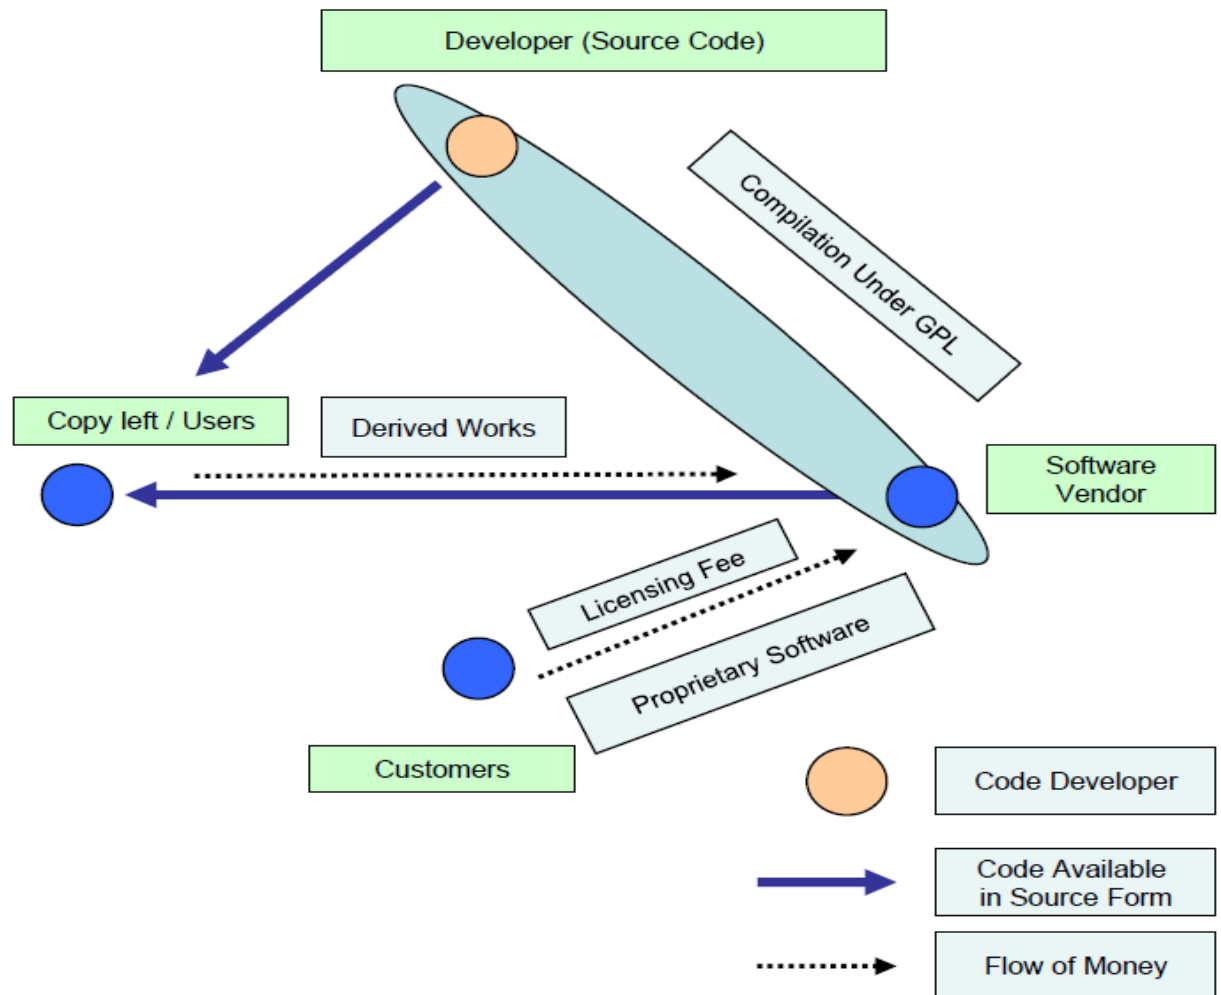 Developer (Source Code)
Compilation Under GPL
Copy left / Users
Derived Works
Software
Vendor
Licensing Fee
Proprietary Software
Customers
Code Developer
Code Available
in Source Form
Flow of Money